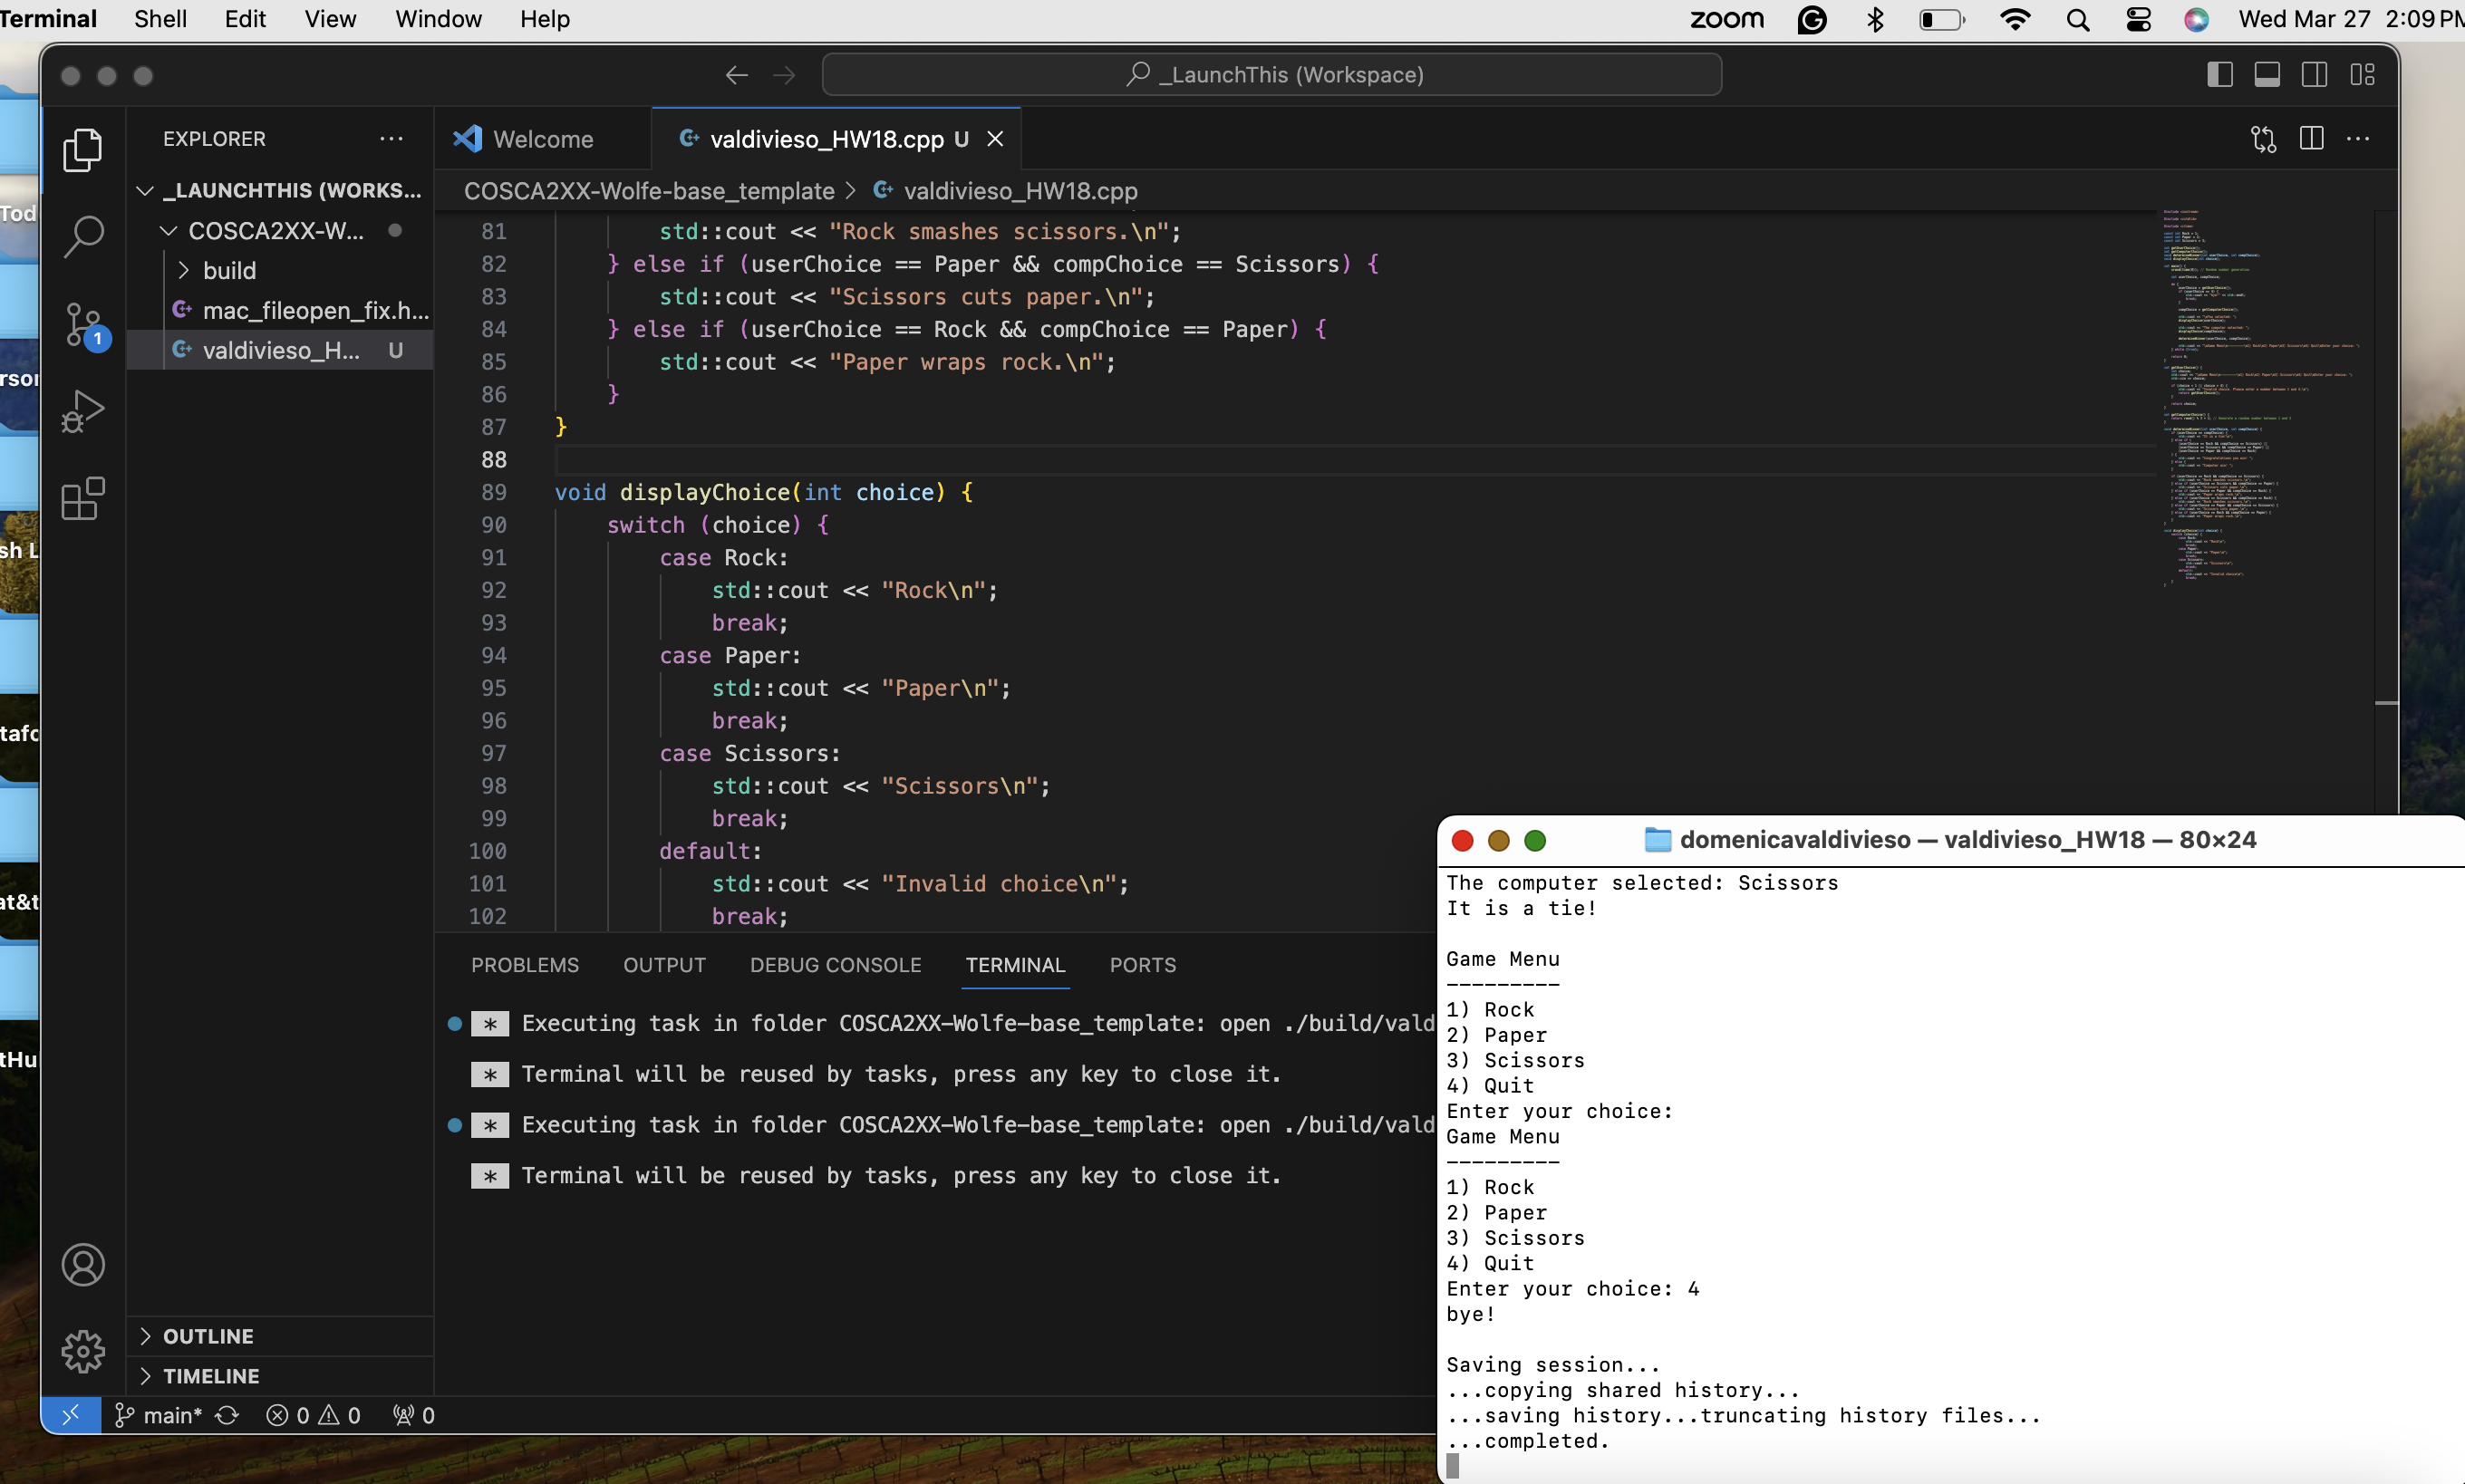 Terminal Shell Edit View Window Help
zoom Wed Mar 27 2:09 PM
_LaunchThis (Workspace)
EXPLORER
_LAUNCHTHIS (WORKS...
COSCA2XX-W...
build
mac_fileopen_fix.h...
valdivieso_H... U
OUTLINE
TIMELINE
Welcome
valdivieso_HW18.cpp U
COSCA2XX-Wolfe-base_template > valdivieso_HW18.cpp
81 std::cout << "Rock smashes scissors.\n";
82 } else if (userChoice == Paper && compChoice == Scissors) {
83 std::cout << "Scissors cuts paper.\n";
84 } else if (userChoice == Rock && compChoice == Paper) {
85 std::cout << "Paper wraps rock.\n";
86 }
87 }
88
89 void displayChoice(int choice) {
90 switch (choice) {
91 case Rock:
92 std::cout << "Rock\n";
93 break;
94 case Paper:
95 std::cout << "Paper\n";
96 break;
97 case Scissors:
98 std::cout << "Scissors\n";
99 break;
100 default:
101 std::cout << "Invalid choice\n";
102 break;
PROBLEMS OUTPUT DEBUG CONSOLE TERMINAL PORTS
* Executing task in folder COSCA2XX-Wolfe-base_template: open ./build/vald
* Terminal will be reused by tasks, press any key to close it.
* Executing task in folder COSCA2XX-Wolfe-base_template: open ./build/vald
* Terminal will be reused by tasks, press any key to close it.
main* 0 0 0
1
domenicavaldivieso — valdivieso_HW18 — 80×24
The computer selected: Scissors
It is a tie!
Game Menu
---------
1) Rock
2) Paper
3) Scissors
4) Quit
Enter your choice:
Game Menu
---------
1) Rock
2) Paper
3) Scissors
4) Quit
Enter your choice: 4
bye!
Saving session...
...copying shared history...
...saving history...truncating history files...
...completed.